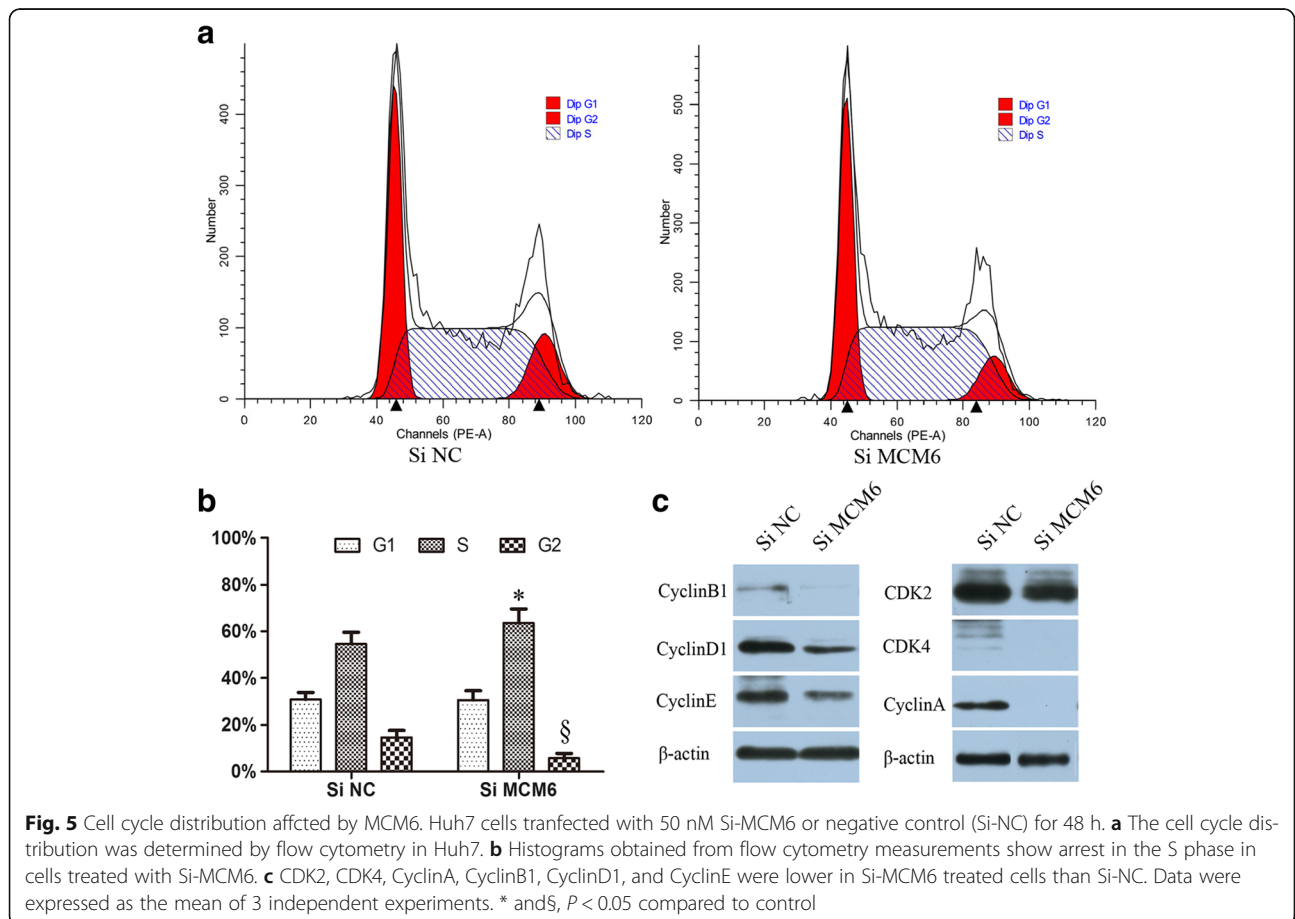 a
Number
400
300
200
100
0
0 20 40 60 80 100 120
Channels (PE-A)
Dip G1
Dip G2
Dip S
Si NC
Number
500
400
300
200
100
0
0 20 40 60 80 100 120
Channels (PE-A)
Dip G1
Dip G2
Dip S
Si MCM6
b
100%
80%
60%
40%
20%
0%
G1 S G2
*
§
Si NC Si MCM6
c
Si NC Si MCM6
CyclinB1
CyclinD1
CyclinE
β-actin
Si NC Si MCM6
CDK2
CDK4
CyclinA
β-actin
Fig. 5 Cell cycle distribution affcted by MCM6. Huh7 cells tranfected with 50 nM Si-MCM6 or negative control (Si-NC) for 48 h. a The cell cycle dis-
tribution was determined by flow cytometry in Huh7. b Histograms obtained from flow cytometry measurements show arrest in the S phase in
cells treated with Si-MCM6. c CDK2, CDK4, CyclinA, CyclinB1, CyclinD1, and CyclinE were lower in Si-MCM6 treated cells than Si-NC. Data were
expressed as the mean of 3 independent experiments. * and§, P < 0.05 compared to control